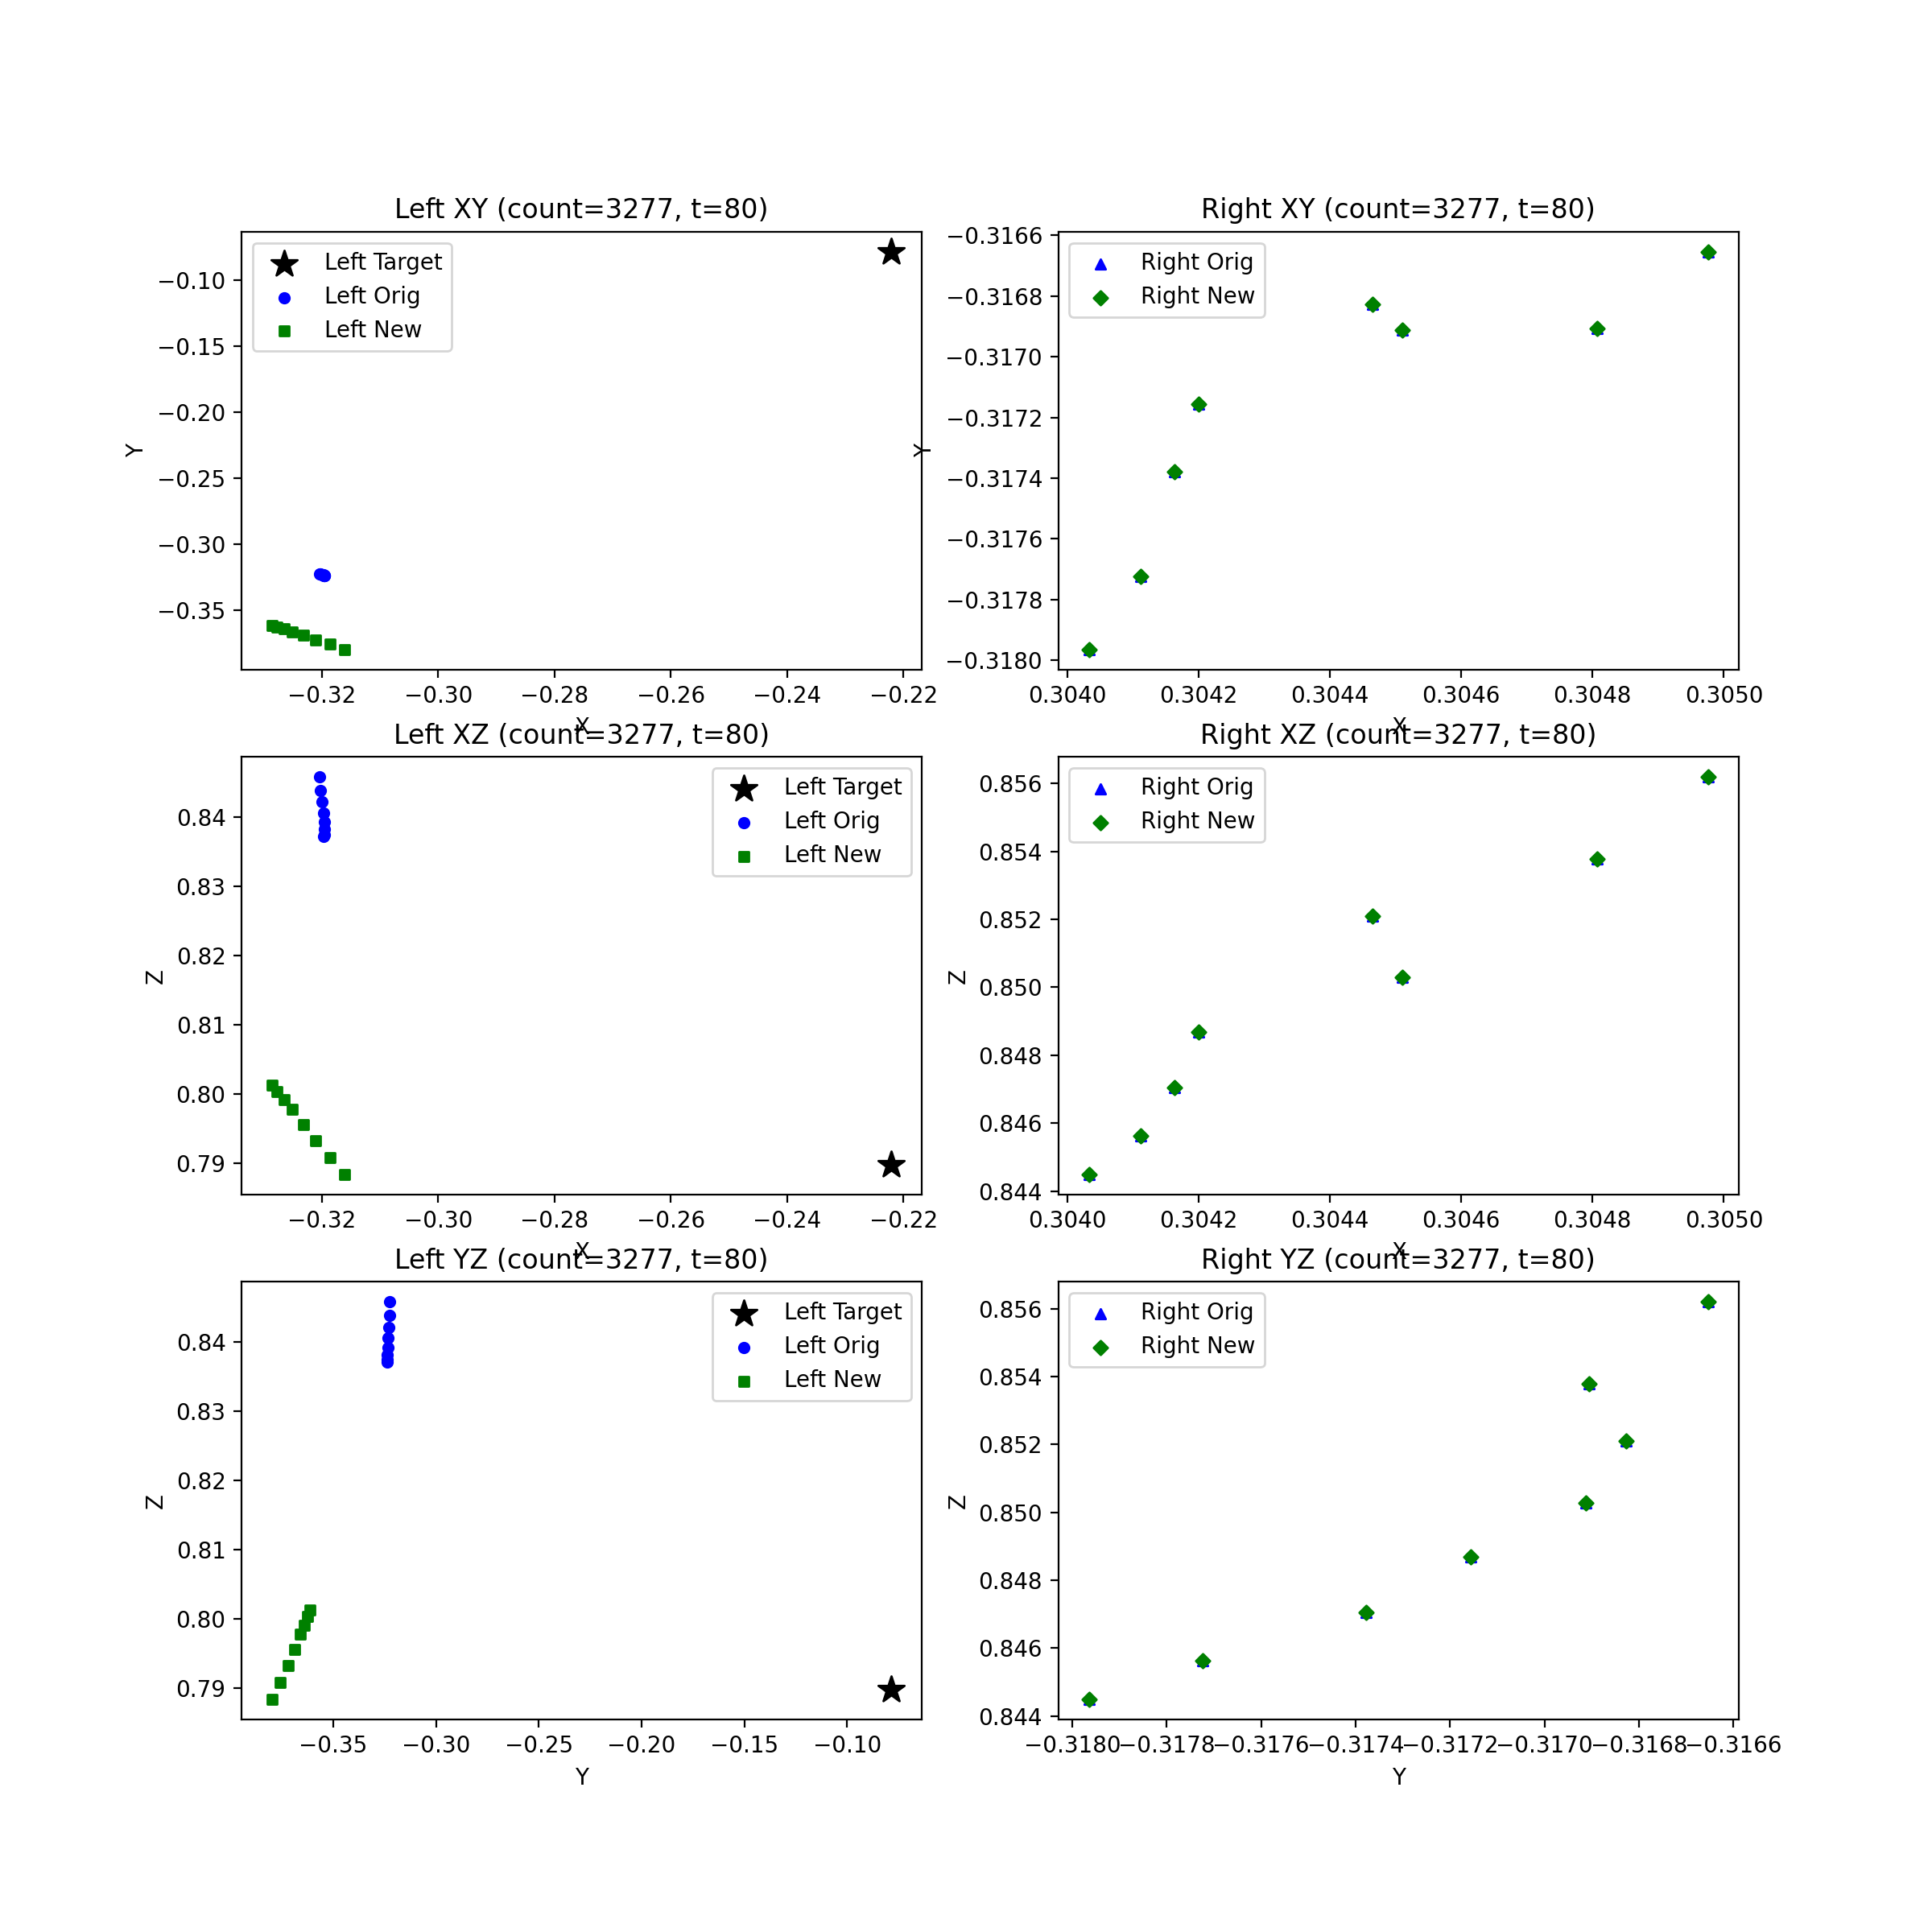 Left XY (count=3277, t=80)
Left Target
Left Orig
Left New
Y
−0.10
−0.15
−0.20
−0.25
−0.30
−0.35
−0.32 −0.30 −0.28 −0.26 −0.24 −0.22
X
Right XY (count=3277, t=80)
Right Orig
Right New
Y
−0.3166
−0.3168
−0.3170
−0.3172
−0.3174
−0.3176
−0.3178
−0.3180
0.3040 0.3042 0.3044 0.3046 0.3048 0.3050
X
Left XZ (count=3277, t=80)
Left Target
Left Orig
Left New
Z
0.84
0.83
0.82
0.81
0.80
0.79
−0.32 −0.30 −0.28 −0.26 −0.24 −0.22
X
Right XZ (count=3277, t=80)
Right Orig
Right New
Z
0.856
0.854
0.852
0.850
0.848
0.846
0.844
0.3040 0.3042 0.3044 0.3046 0.3048 0.3050
X
Left YZ (count=3277, t=80)
Left Target
Left Orig
Left New
Z
0.84
0.83
0.82
0.81
0.80
0.79
−0.35 −0.30 −0.25 −0.20 −0.15 −0.10
Y
Right YZ (count=3277, t=80)
Right Orig
Right New
Z
0.856
0.854
0.852
0.850
0.848
0.846
0.844
−0.3180 −0.3178 −0.3176 −0.3174 −0.3172 −0.3170 −0.3168 −0.3166
Y